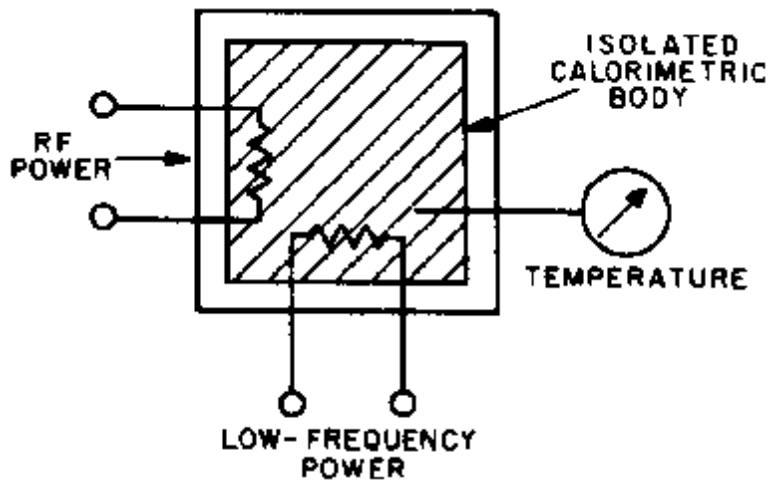 ISOLATED
CALORIMETRIC
BODY
RF
POWER
TEMPERATURE
LOW-FREQUENCY
POWER